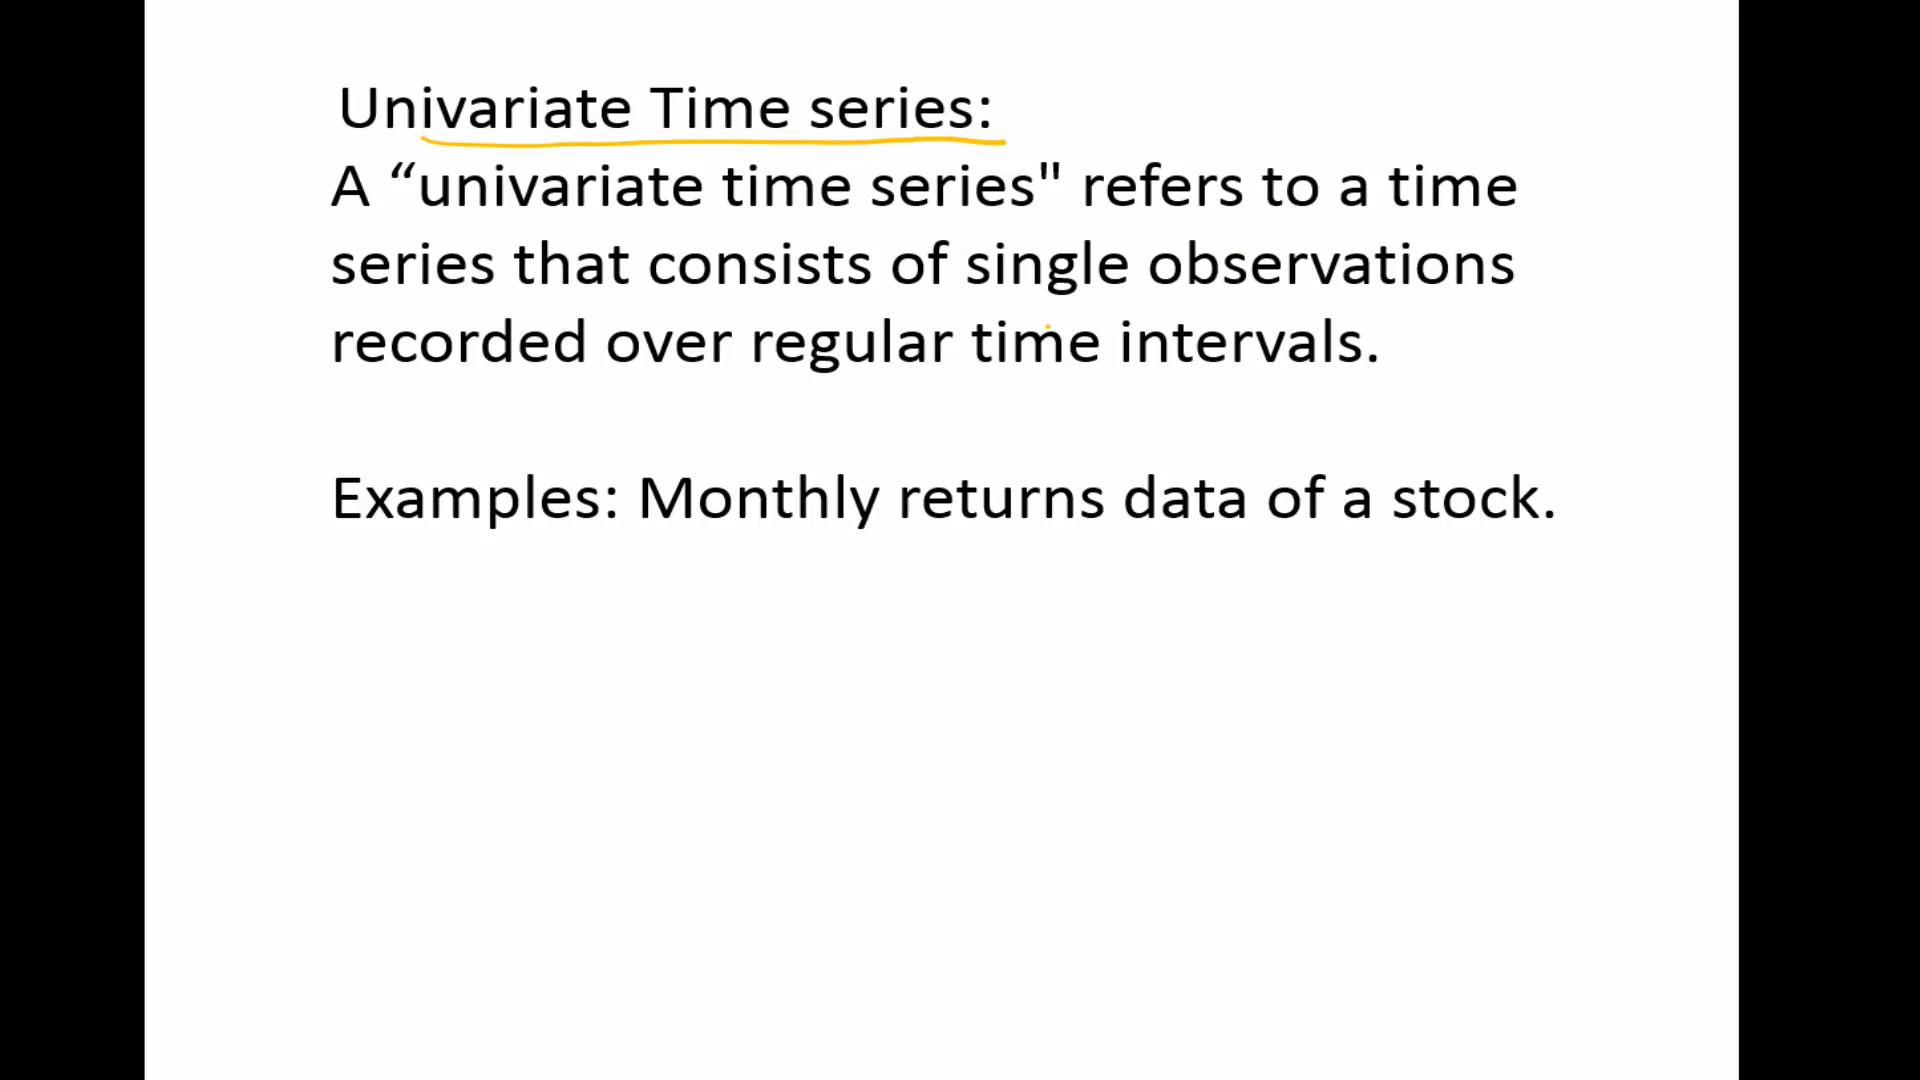 Univariate Time series:
A “univariate time series" refers to a time
series that consists of single observations
recorded over regular time intervals.
Examples: Monthly returns data of a stock.